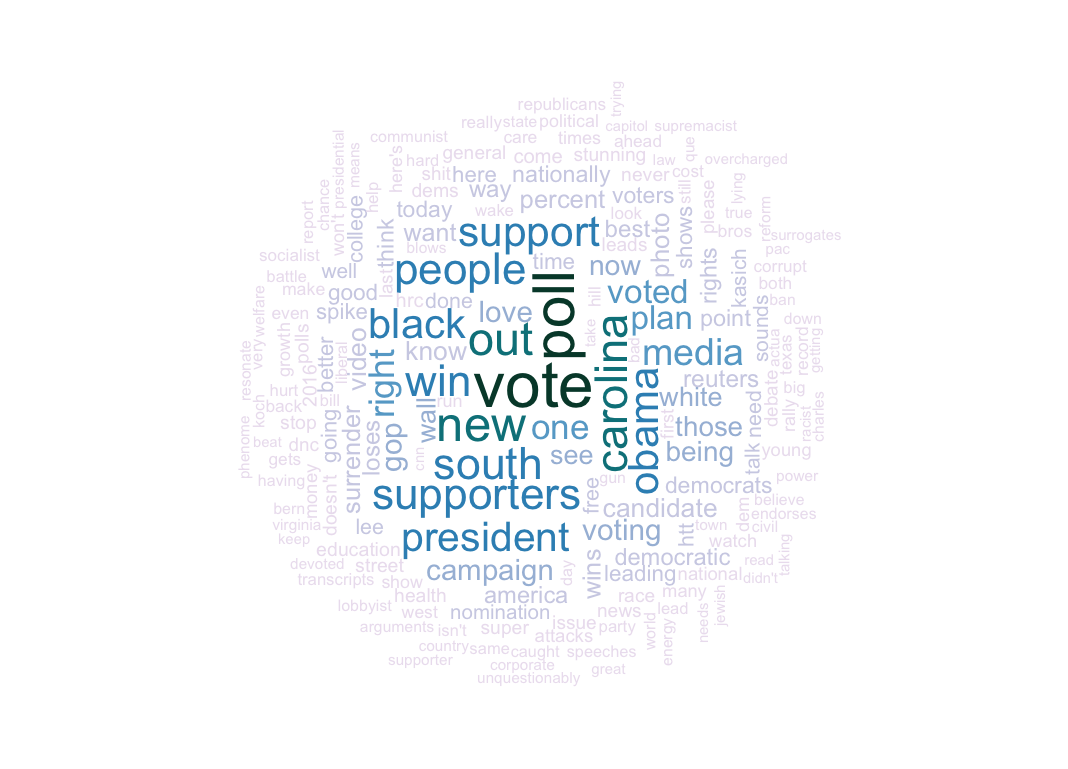 trying
republicans
really state political
capitol supremacist
communist
care times ahead
que
here's
hard general come stunning law overcharged
won't presidential
means
shit here nationally never cost
still
lying
chance
help
dems way percent voters
please
report
college
today wake look true
reform
want support best
photo
shows
bros
surrogates
socialist
think
blows
leads
pac
battle
well
last
people time now
rights
kasich
corrupt
make
good
hrc done
poll
hill
voted
both
ban
welfare
very
even
spike
black love
take
plan point
sounds
down
growth
polls
better
liberal
video
know out
bad
carolina
media
debate
texas
actua
record
getting
resonate
2016
hurt
bill
right
win vote
obama
reuters
white
big
koch
back
stop
going
wall
run
new one
first
those
need
rally
racist
charles
phenome
beat dnc
loses
gop
cnn
south see being
talk
young
gets
having
money
doesn't
surrender
supporters
free
gun
democrats
power
bern
virginia
keep
lee
president voting
candidate
htt
town
dem
believe
endorses
civil
education
watch
talking
devoted street
campaign
day
wins
democratic
read
transcripts show
leading national didn't
health america race many
needs
jewish
lobbyist west nomination news lead
world
energy
arguments isn't super issue party
attacks
country same caught speeches
supporter corporate great
unquestionably